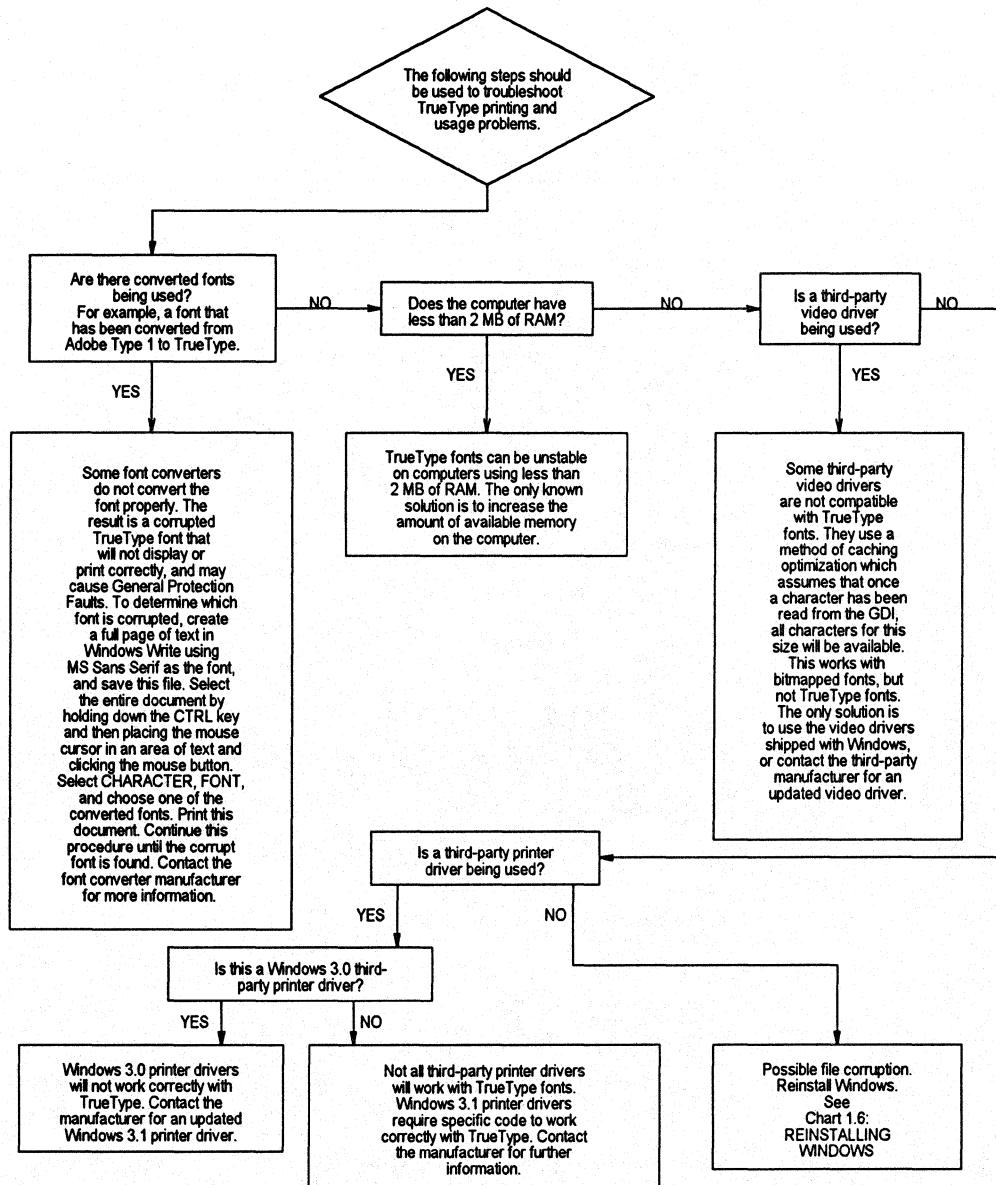 The following steps should
be used to troubleshoot
TrueType printing and
usage problems.
Are there converted fonts
being used?
For example, a font that
has been converted from
Adobe Type 1 to TrueType.
NO
Does the computer have
less than 2 MB of RAM?
NO
Is a third-party
video driver
being used?
NO
YES
YES
YES
Some font converters
do not convert the
font properly. The
result is a corrupted
TrueType font that
will not display or
print correctly, and may
cause General Protection
Faults. To determine which
font is corrupted, create
a full page of text in
Windows Write using
MS Sans Serif as the font,
and save this file. Select
the entire document by
holding down the CTRL key
and then placing the mouse
cursor in an area of text and
clicking the mouse button.
Select CHARACTER, FONT,
and choose one of the
converted fonts. Print this
document. Continue this
procedure until the corrupt
font is found. Contact the
font converter manufacturer
for more information.
TrueType fonts can be unstable
on computers using less than
2 MB of RAM. The only known
solution is to increase the
amount of available memory
on the computer.
Some third-party
video drivers
are not compatible
with TrueType
fonts. They use a
method of caching
optimization which
assumes that once
a character has been
read from the GDI,
all characters for this
size will be available.
This works with
bitmapped fonts, but
not TrueType fonts.
The only solution is
to use the video drivers
shipped with Windows,
or contact the third-party
manufacturer for an
updated video driver.
Is a third-party printer
driver being used?
YES
NO
Is this a Windows 3.0 third-
party printer driver?
YES
NO
Windows 3.0 printer drivers
will not work correctly with
TrueType. Contact the
manufacturer for an updated
Windows 3.1 printer driver.
Not all third-party printer drivers
will work with TrueType fonts.
Windows 3.1 printer drivers
require specific code to work
correctly with TrueType. Contact
the manufacturer for further
information.
Possible file corruption.
Reinstall Windows.
See
Chart 1.6:
REINSTALLING
WINDOWS